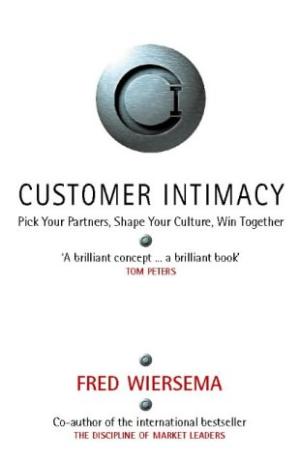 CUSTOMER INTIMACY
Pick Your Partners, Shape Your Culture, Win Together
'A brilliant concept ... a brilliant book'
TOM PETERS
FRED WIERSEMA
Co-author of the international bestseller
THE DISCIPLINE OF MARKET LEADERS